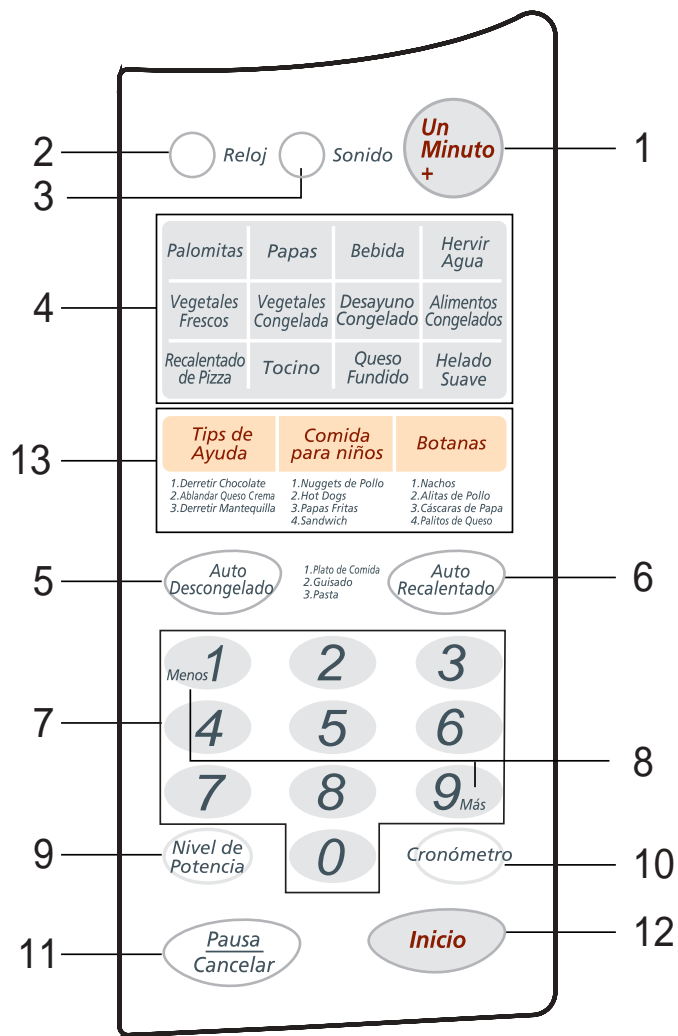 Un
Minuto
+
1
2
Reloj
Sonido
3
Palomitas
Papas
Bebida
Hervir
Agua
4
Vegetales
Frescos
Vegetales
Congelada
Desayuno
Congelado
Alimentos
Congelados
Recalentado
de Pizza
Tocino
Queso
Fundido
Helado
Suave
13
Tips de
Ayuda
Comida
para niños
Botanas
1.Derretir Chocolate
2.Ablandar Queso Crema
3.Derretir Mantequilla
1.Nuggets de Pollo
2.Hot Dogs
3.Papas Fritas
4.Sandwich
1.Nachos
2.Alitas de Pollo
3.Cáscaras de Papa
4.Palitos de Queso
5
Auto
Descongelado
1.Plato de Comida
2.Guisado
3.Pasta
Auto
Recalentado
6
Menos 1
2
3
7
4
5
6
8
7
8
9 Más
9
Nivel de
Potencia
0
Cronómetro
10
11
Pausa
Cancelar
Inicio
12